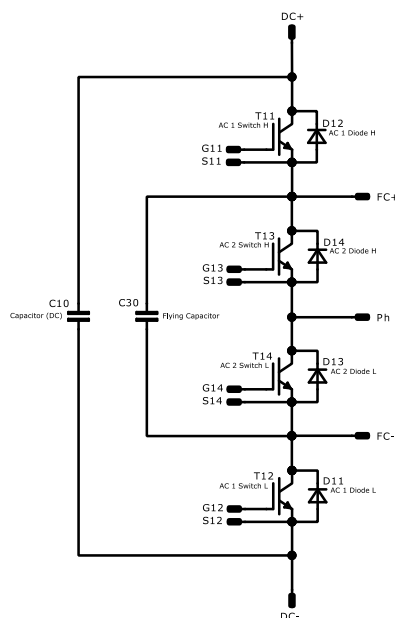 DC+
T11
AC 1 Switch H
D12
AC 1 Diode H
G11
S11
FC+
T13
AC 2 Switch H
D14
AC 2 Diode H
G13
S13
C10
Capacitor (DC)
C30
Flying Capacitor
Ph
T14
AC 2 Switch L
D13
AC 2 Diode L
G14
S14
FC-
T12
AC 1 Switch L
D11
AC 1 Diode L
G12
S12
DC-